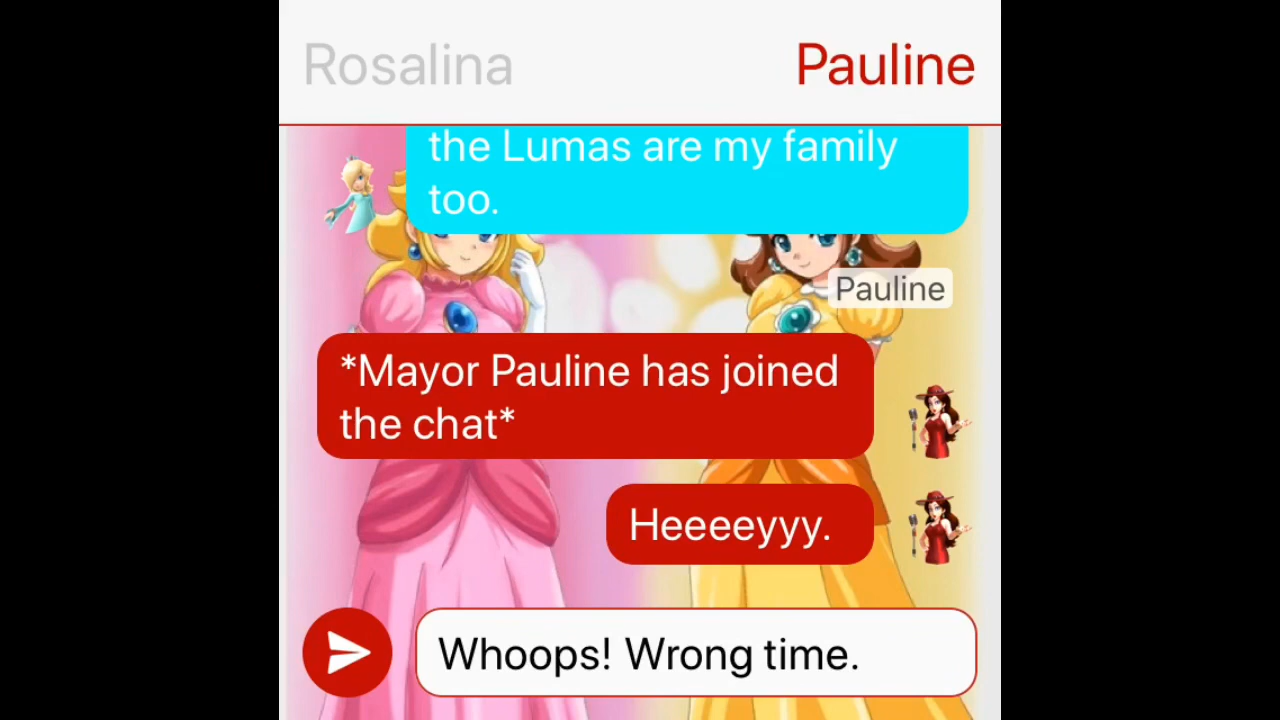 Rosalina Pauline
the Lumas are my family
too.
Pauline
*Mayor Pauline has joined
the chat*
Heeeeyyy.
Whoops! Wrong time.